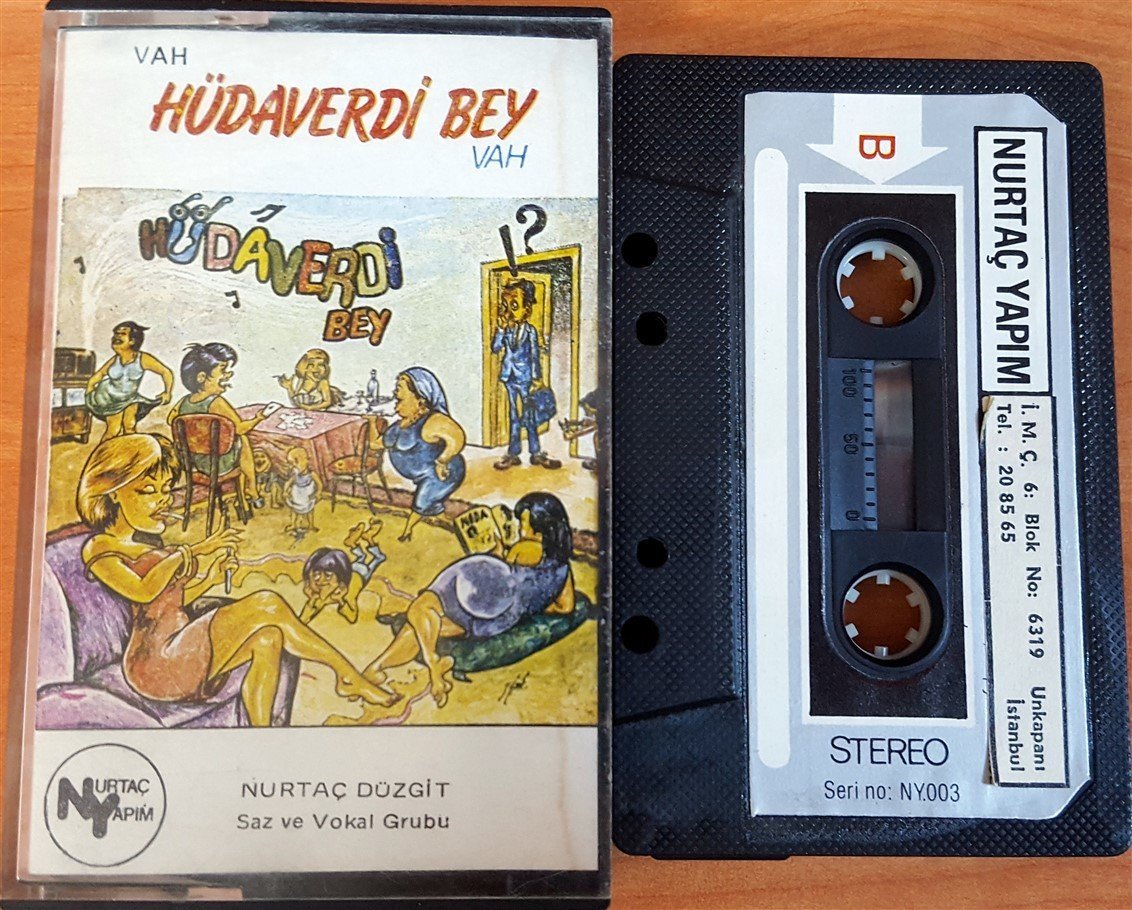 VAH
HÜDAVERDİ BEY
VAH
HÜDAVERDİ
BEY
!?
NURTAÇ
YAPIM
NURTAÇ DÜZGİT
Saz ve Vokal Grubu
B
NURTAÇ YAPIM
İ. M. Ç. 6: Blok No: 6319 Unkapanı
Tel. : 20 85 65 İstanbul
100 50 0
STEREO
Seri no: NY.003